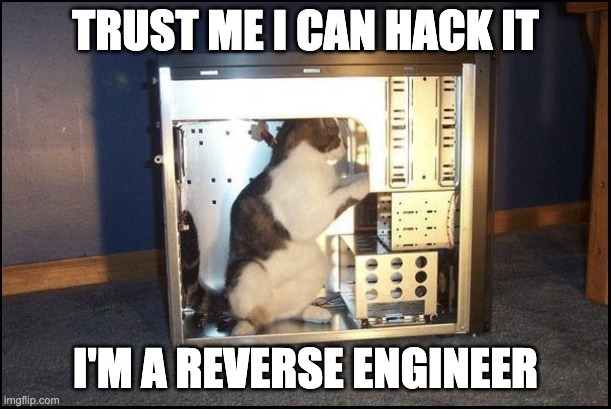 TRUST ME I CAN HACK IT
I'M A REVERSE ENGINEER
imgflip.com